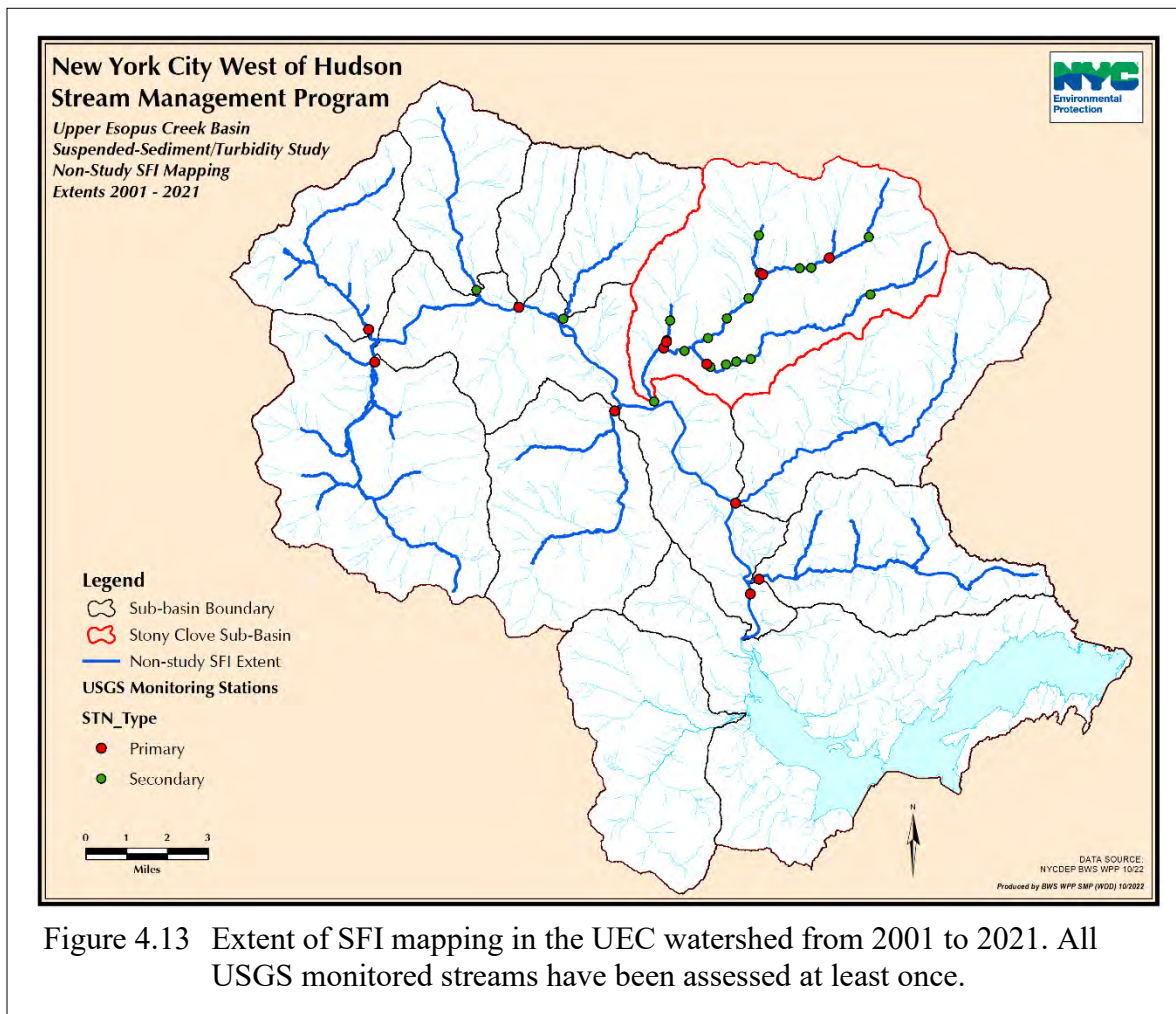 New York City West of Hudson
Stream Management Program
Upper Esopus Creek Basin
Suspended-Sediment/Turbidity Study
Non-Study SFI Mapping
Extents 2001 - 2021
NYC
Environmental
Protection
Legend
Sub-basin Boundary
Stony Clove Sub-Basin
Non-study SFI Extent
USGS Monitoring Stations
STN_Type
Primary
Secondary
0 1 2 3
Miles
N
DATA SOURCE:
NYCDEP BWS WPP 10/22
Produced by BWS WPP SMP (WDD) 10/2022
Figure 4.13 Extent of SFI mapping in the UEC watershed from 2001 to 2021. All
USGS monitored streams have been assessed at least once.